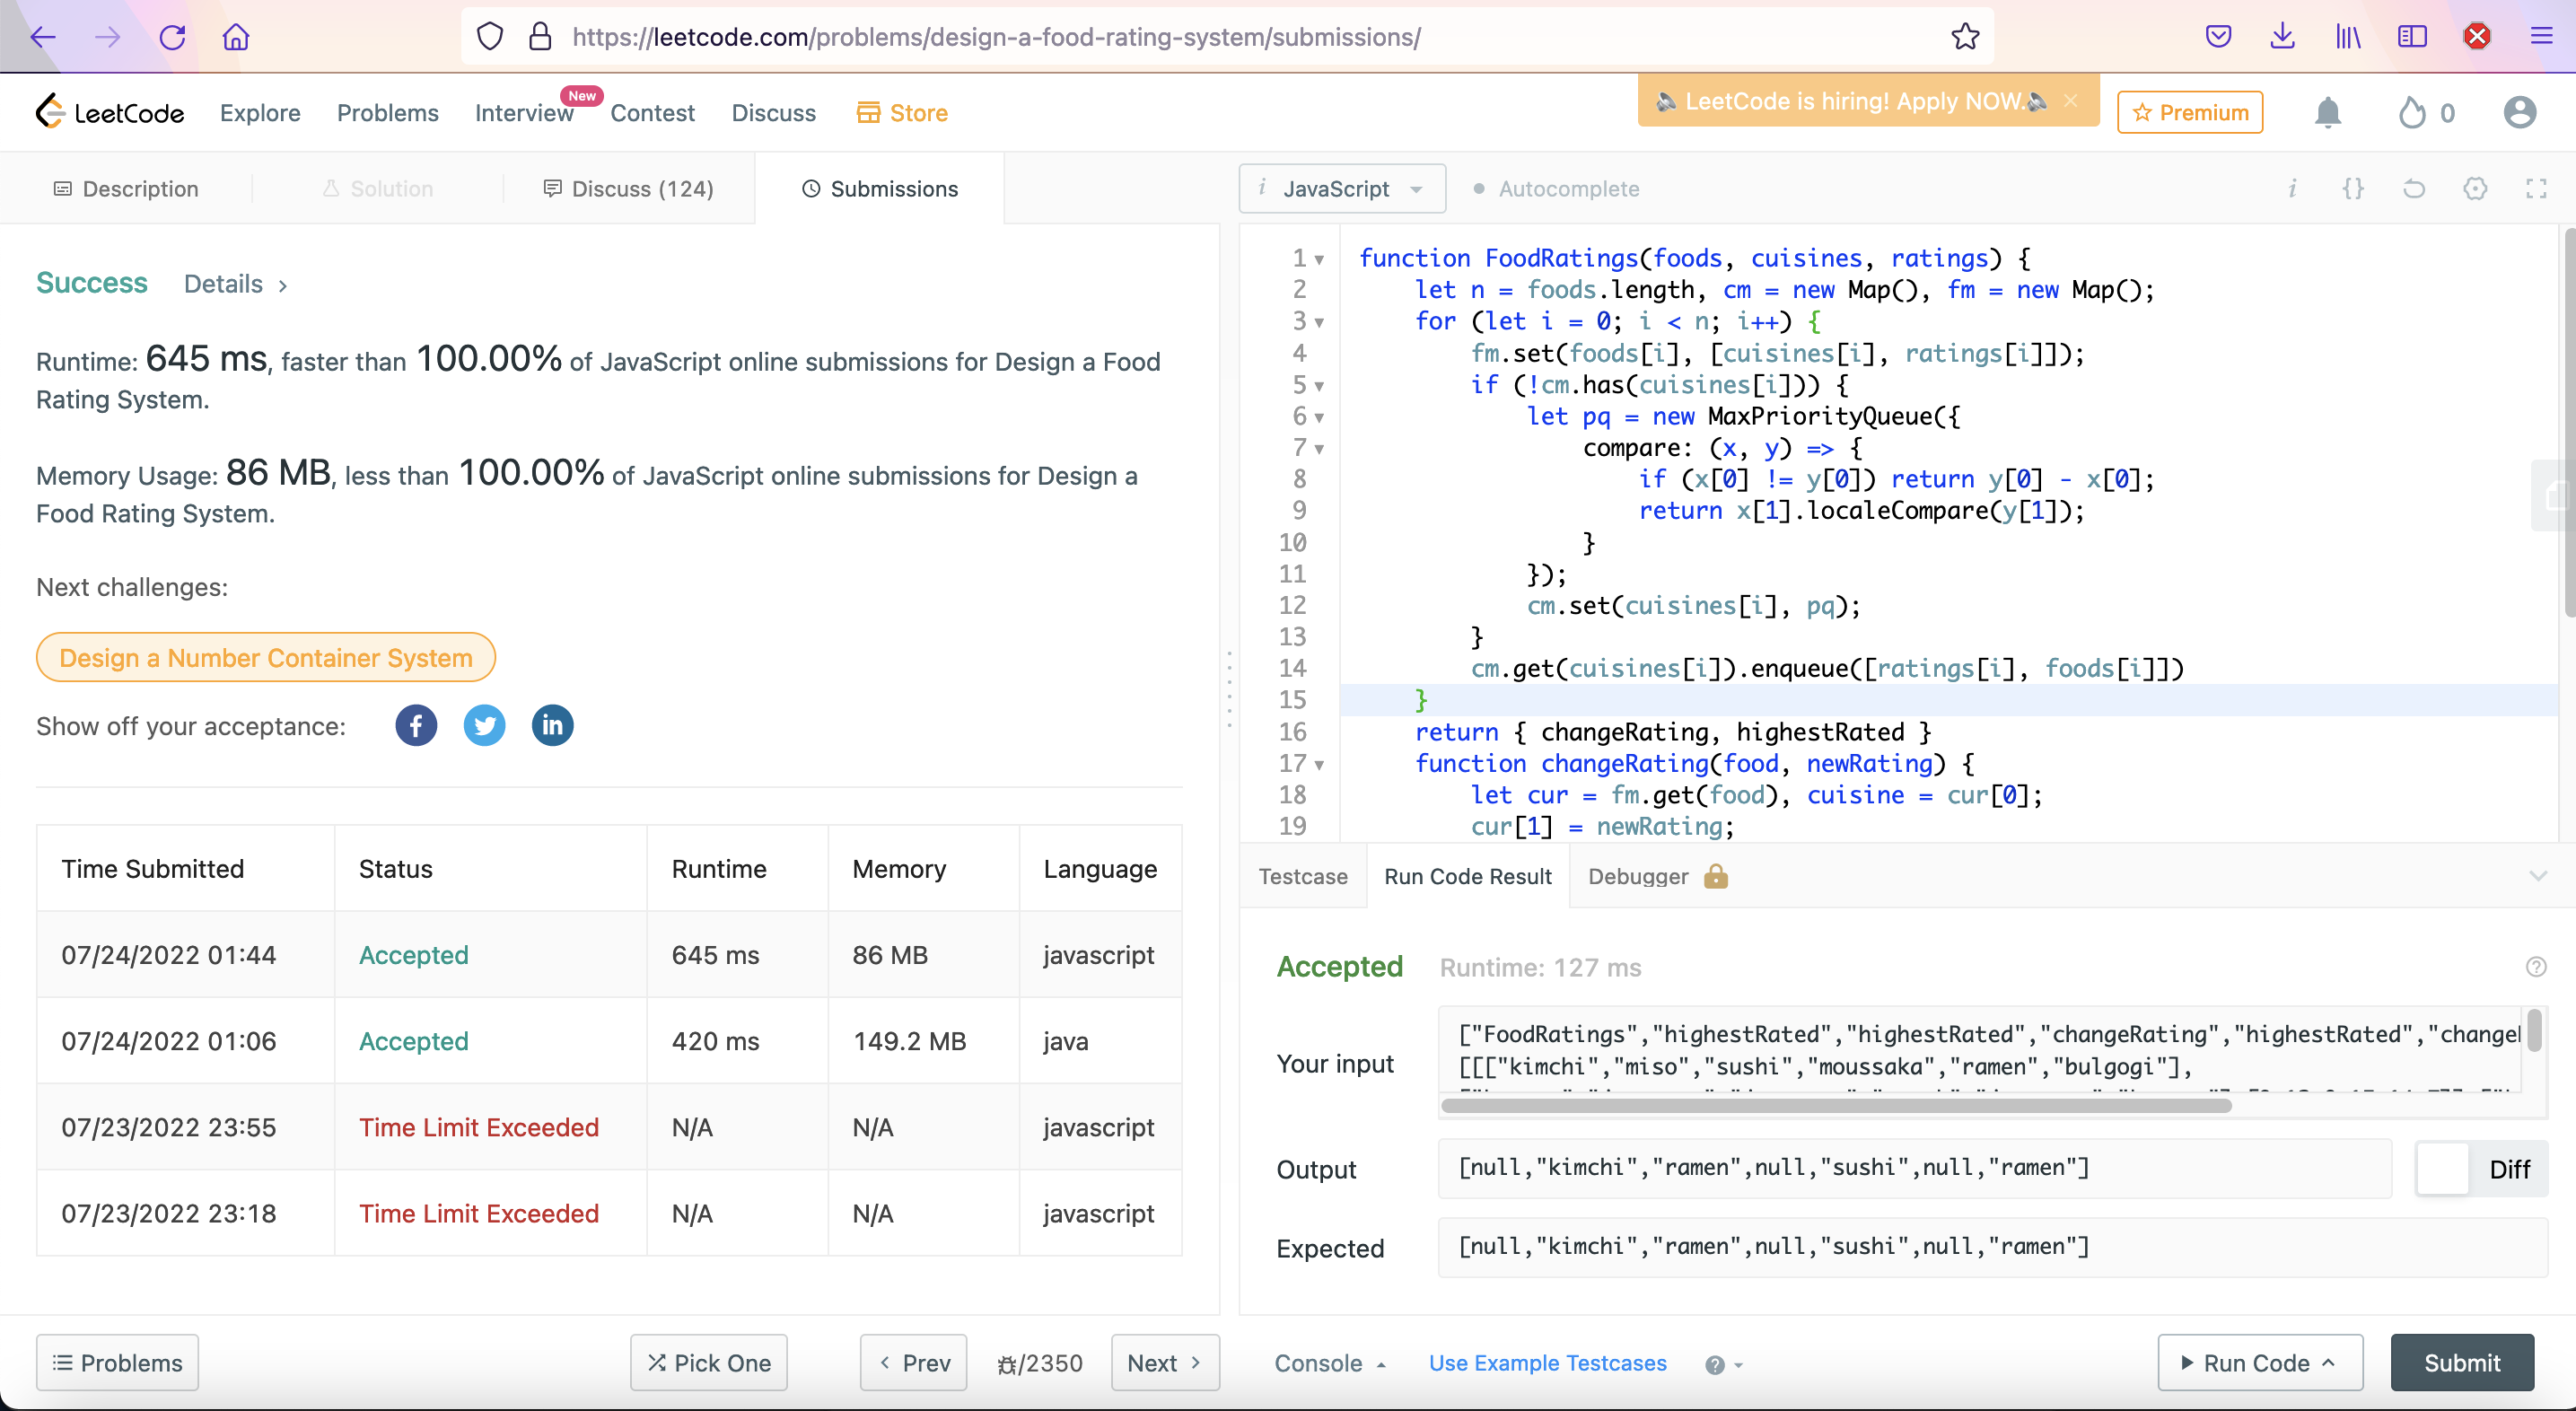 https://leetcode.com/problems/design-a-food-rating-system/submissions/
LeetCode Explore Problems Interview New Contest Discuss Store
LeetCode is hiring! Apply NOW. Premium 0
Description Solution Discuss (124) Submissions
i JavaScript Autocomplete i {}
Success Details
Runtime: 645 ms, faster than 100.00% of JavaScript online submissions for Design a Food
Rating System.
Memory Usage: 86 MB, less than 100.00% of JavaScript online submissions for Design a
Food Rating System.
Next challenges:
Design a Number Container System
Show off your acceptance:
Time Submitted Status Runtime Memory Language
07/24/2022 01:44 Accepted 645 ms 86 MB javascript
07/24/2022 01:06 Accepted 420 ms 149.2 MB java
07/23/2022 23:55 Time Limit Exceeded N/A N/A javascript
07/23/2022 23:18 Time Limit Exceeded N/A N/A javascript
1 function FoodRatings(foods, cuisines, ratings) {
2 let n = foods.length, cm = new Map(), fm = new Map();
3 for (let i = 0; i < n; i++) {
4 fm.set(foods[i], [cuisines[i], ratings[i]]);
5 if (!cm.has(cuisines[i])) {
6 let pq = new MaxPriorityQueue({
7 compare: (x, y) => {
8 if (x[0] != y[0]) return y[0] - x[0];
9 return x[1].localeCompare(y[1]);
10 }
11 });
12 cm.set(cuisines[i], pq);
13 }
14 cm.get(cuisines[i]).enqueue([ratings[i], foods[i]])
15 }
16 return { changeRating, highestRated }
17 function changeRating(food, newRating) {
18 let cur = fm.get(food), cuisine = cur[0];
19 cur[1] = newRating;
Testcase Run Code Result Debugger
Accepted Runtime: 127 ms
Your input
["FoodRatings","highestRated","highestRated","changeRating","highestRated","change
[[["kimchi","miso","sushi","moussaka","ramen","bulgogi"],
Output [null,"kimchi","ramen",null,"sushi",null,"ramen"] Diff
Expected [null,"kimchi","ramen",null,"sushi",null,"ramen"]
Problems Pick One Prev /2350 Next Console Use Example Testcases Run Code Submit